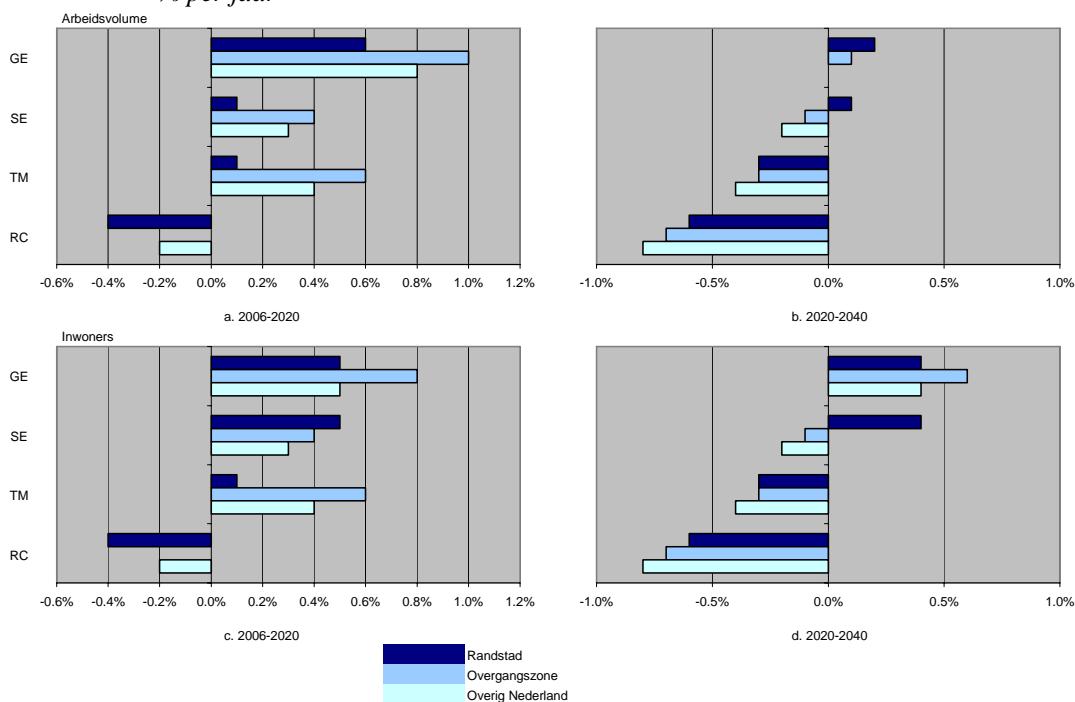 % per jaar
Arbeidsvolume
GE
SE
TM
RC
-0.6% -0.4% -0.2% 0.0% 0.2% 0.4% 0.6% 0.8% 1.0% 1.2%
a. 2006-2020
-1.0% -0.5% 0.0% 0.5% 1.0%
b. 2020-2040
Inwoners
GE
SE
TM
RC
-0.6% -0.4% -0.2% 0.0% 0.2% 0.4% 0.6% 0.8% 1.0% 1.2%
c. 2006-2020
-1.0% -0.5% 0.0% 0.5% 1.0%
d. 2020-2040
Randstad
Overgangszone
Overig Nederland